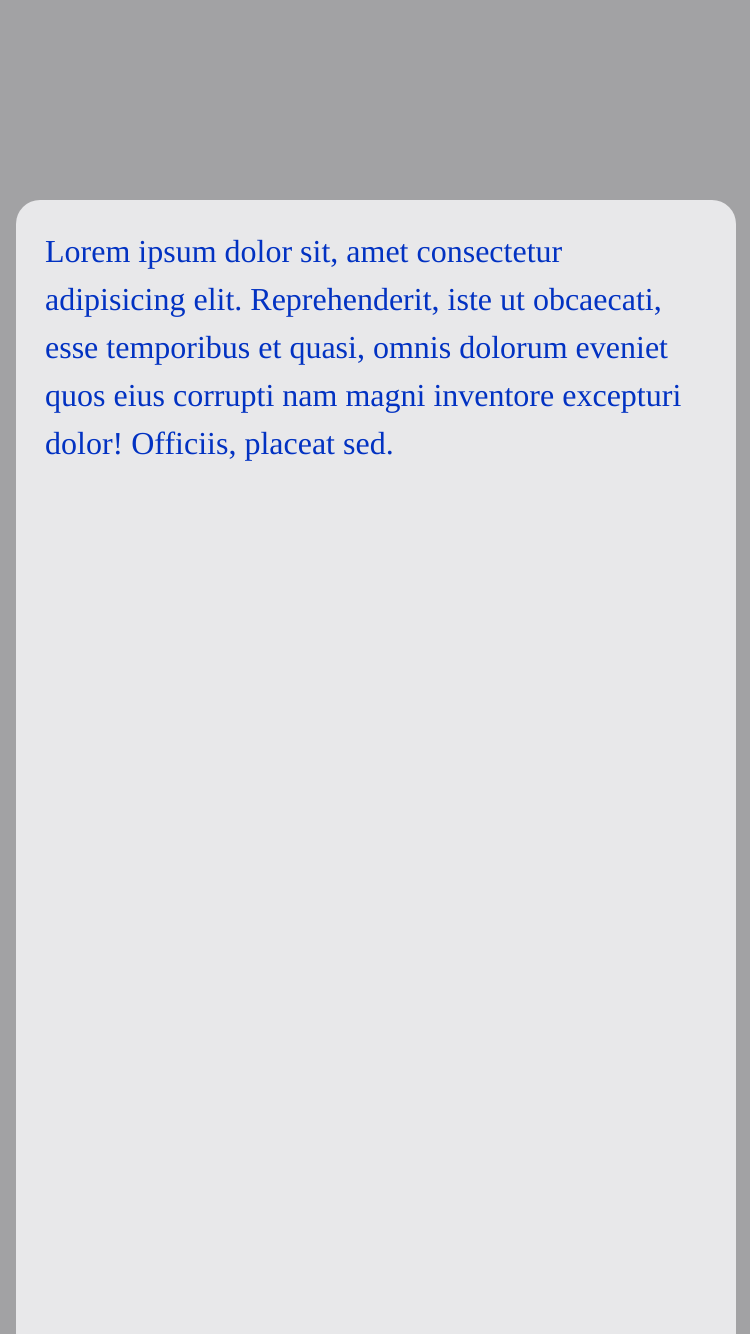 Lorem ipsum dolor sit, amet consectetur
adipisicing elit. Reprehenderit, iste ut obcaecati,
esse temporibus et quasi, omnis dolorum eveniet
quos eius corrupti nam magni inventore excepturi
dolor! Officiis, placeat sed.